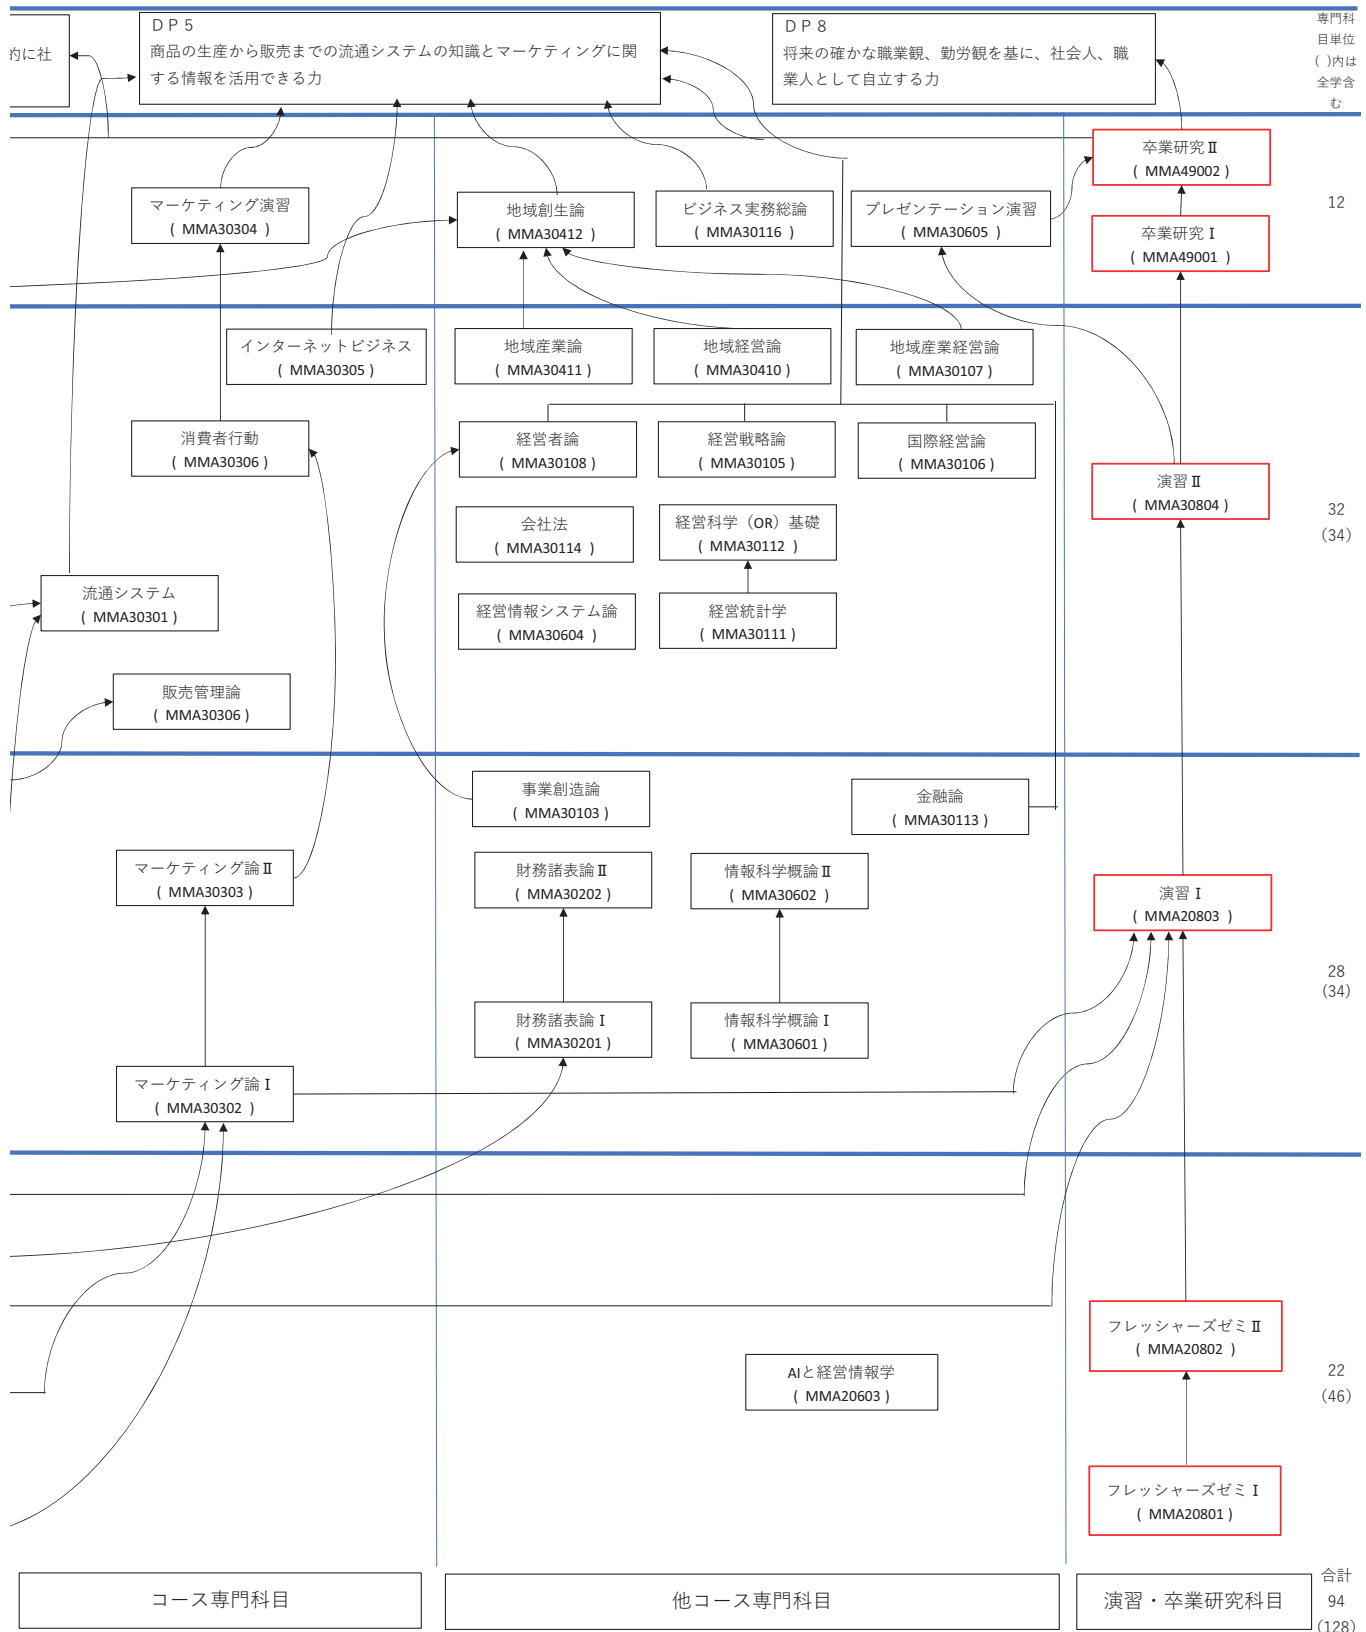 的に社
DP5
商品の生産から販売までの流通システムの知識とマーケティングに関
する情報を活用できる力
DP8
将来の確かな職業観、勤労観を基に、社会人、職
業人として自立する力
専門科
目単位
( )内は
全学含
む
卒業研究Ⅱ
( MMA49002 )
マーケティング演習
( MMA30304 )
地域創生論
( MMA30412 )
ビジネス実務総論
( MMA30116 )
プレゼンテーション演習
( MMA30605 )
12
卒業研究Ⅰ
( MMA49001 )
インターネットビジネス
( MMA30305 )
地域産業論
( MMA30411 )
地域経営論
( MMA30410 )
地域産業経営論
( MMA30107 )
消費者行動
( MMA30306 )
経営者論
( MMA30108 )
経営戦略論
( MMA30105 )
国際経営論
( MMA30106 )
演習Ⅱ
( MMA30804 )
会社法
( MMA30114 )
経営科学（OR）基礎
( MMA30112 )
32
(34)
流通システム
( MMA30301 )
経営情報システム論
( MMA30604 )
経営統計学
( MMA30111 )
販売管理論
( MMA30306 )
事業創造論
( MMA30103 )
金融論
( MMA30113 )
マーケティング論Ⅱ
( MMA30303 )
財務諸表論Ⅱ
( MMA30202 )
情報科学概論Ⅱ
( MMA30602 )
演習Ⅰ
( MMA20803 )
28
(34)
財務諸表論Ⅰ
( MMA30201 )
情報科学概論Ⅰ
( MMA30601 )
マーケティング論Ⅰ
( MMA30302 )
フレッシャーズゼミⅡ
( MMA20802 )
AIと経営情報学
( MMA20603 )
22
(46)
フレッシャーズゼミⅠ
( MMA20801 )
コース専門科目
他コース専門科目
演習・卒業研究科目
合計
94
(128)